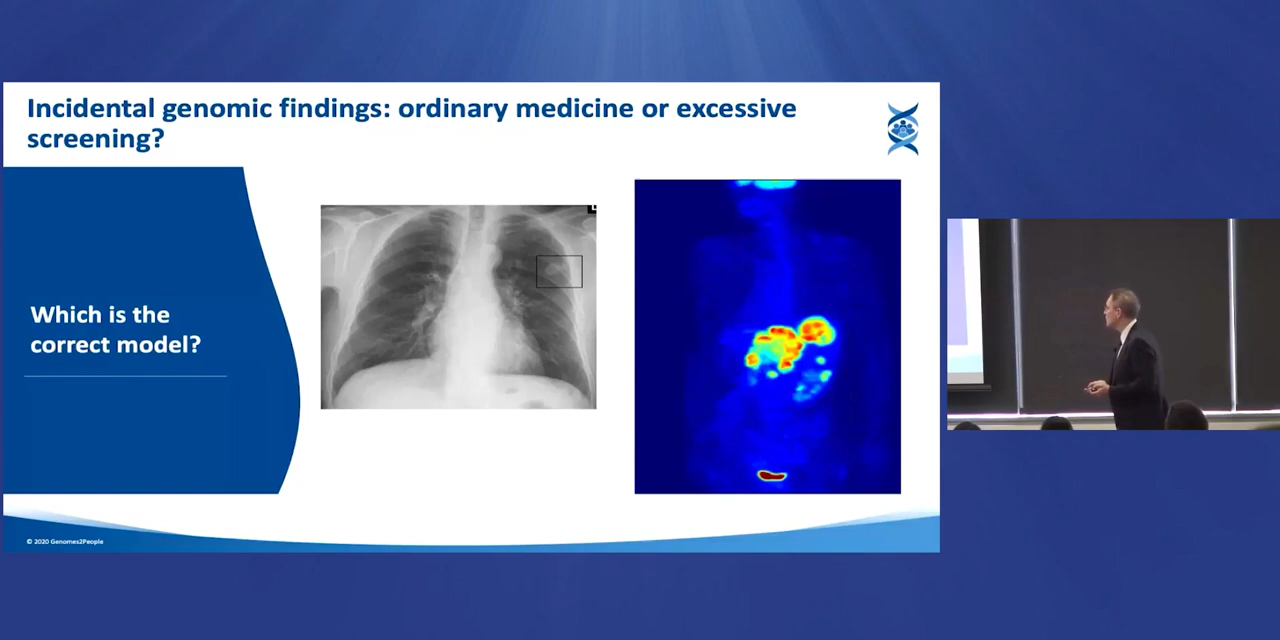 Incidental genomic findings: ordinary medicine or excessive
screening?
Which is the
correct model?
© 2020 Genomes2People